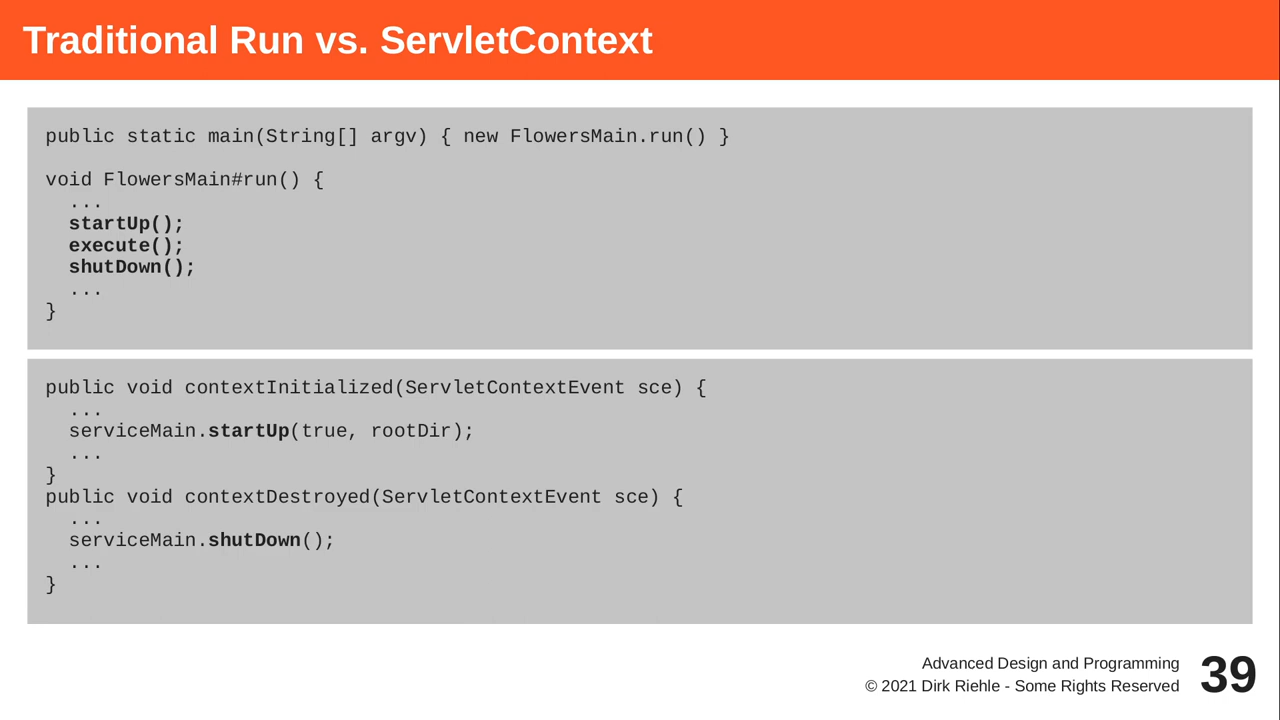 Traditional Run vs. ServletContext
public static main(String[] argv) { new FlowersMain.run() }
void FlowersMain#run() {
  ...
  startUp();
  execute();
  shutDown();
  ...
}
public void contextInitialized(ServletContextEvent sce) {
  ...
  serviceMain.startUp(true, rootDir);
  ...
}
public void contextDestroyed(ServletContextEvent sce) {
  ...
  serviceMain.shutDown();
  ...
}
Advanced Design and Programming
© 2021 Dirk Riehle - Some Rights Reserved
39